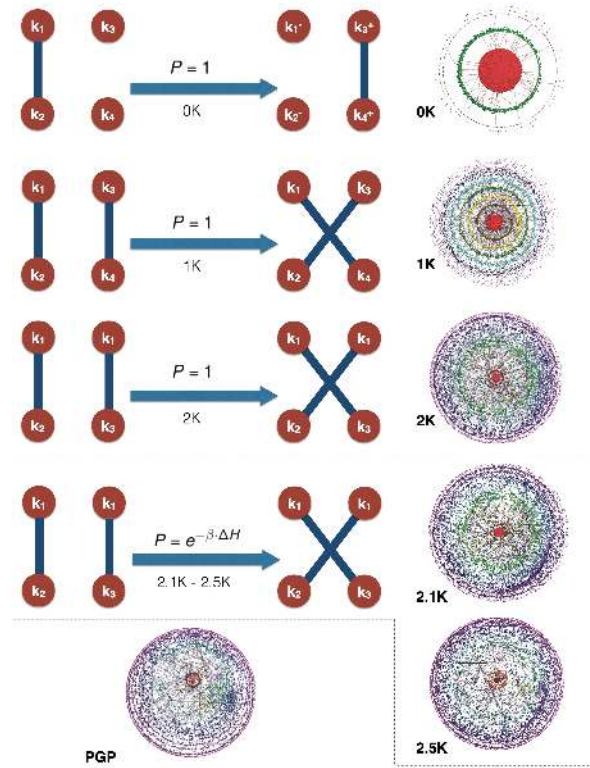 k₁ k₃ k₁⁻ k₃⁺
P = 1
0K
k₂ k₄ k₂⁻ k₄⁺
0K
k₁ k₃ k₁ k₃
P = 1
1K
k₂ k₄ k₂ k₄
1K
k₁ k₁ k₁ k₁
P = 1
2K
k₂ k₃ k₂ k₃
2K
k₁ k₁ k₁ k₁
P = e^{-β·ΔH}
2.1K - 2.5K
k₂ k₃ k₂ k₃
2.1K
PGP
2.5K